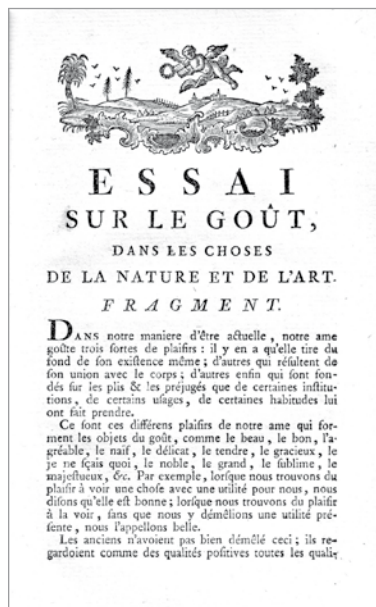 ESSAI
SUR LE GOÛT,
DANS LES CHOSES
DE LA NATURE ET DE L'ART.
FRAGMENT.
DANS notre maniere d'être actuelle, notre ame
goûte trois ſortes de plaiſirs : il y en a qu'elle tire du
fond de ſon exiſtence même ; d'autres qui réſultent de
ſon union avec le corps ; d'autres enfin qui ſont fon-
dés ſur les plis & les préjugés que de certaines inſtitu-
tions, de certains uſages, de certaines habitudes lui
ont fait prendre.
Ce ſont ces différens plaiſirs de notre ame qui for-
ment les objets du goût, comme le beau, le bon, l'a-
gréable, le naïf, le délicat, le tendre, le gracieux, le
je ne ſçais quoi, le noble, le grand, le ſublime, le
majeſtueux, &c. Par exemple, lorſque nous trouvons du
plaiſir à voir une choſe avec une utilité pour nous, nous
diſons qu'elle eſt bonne ; lorſque nous trouvons du plaiſir
à la voir, ſans que nous y démêlions une utilité pré-
ſente, nous l'appellons belle.
Les anciens n'avoient pas bien démêlé ceci ; ils re-
gardoient comme des qualités poſitives toutes les quali-